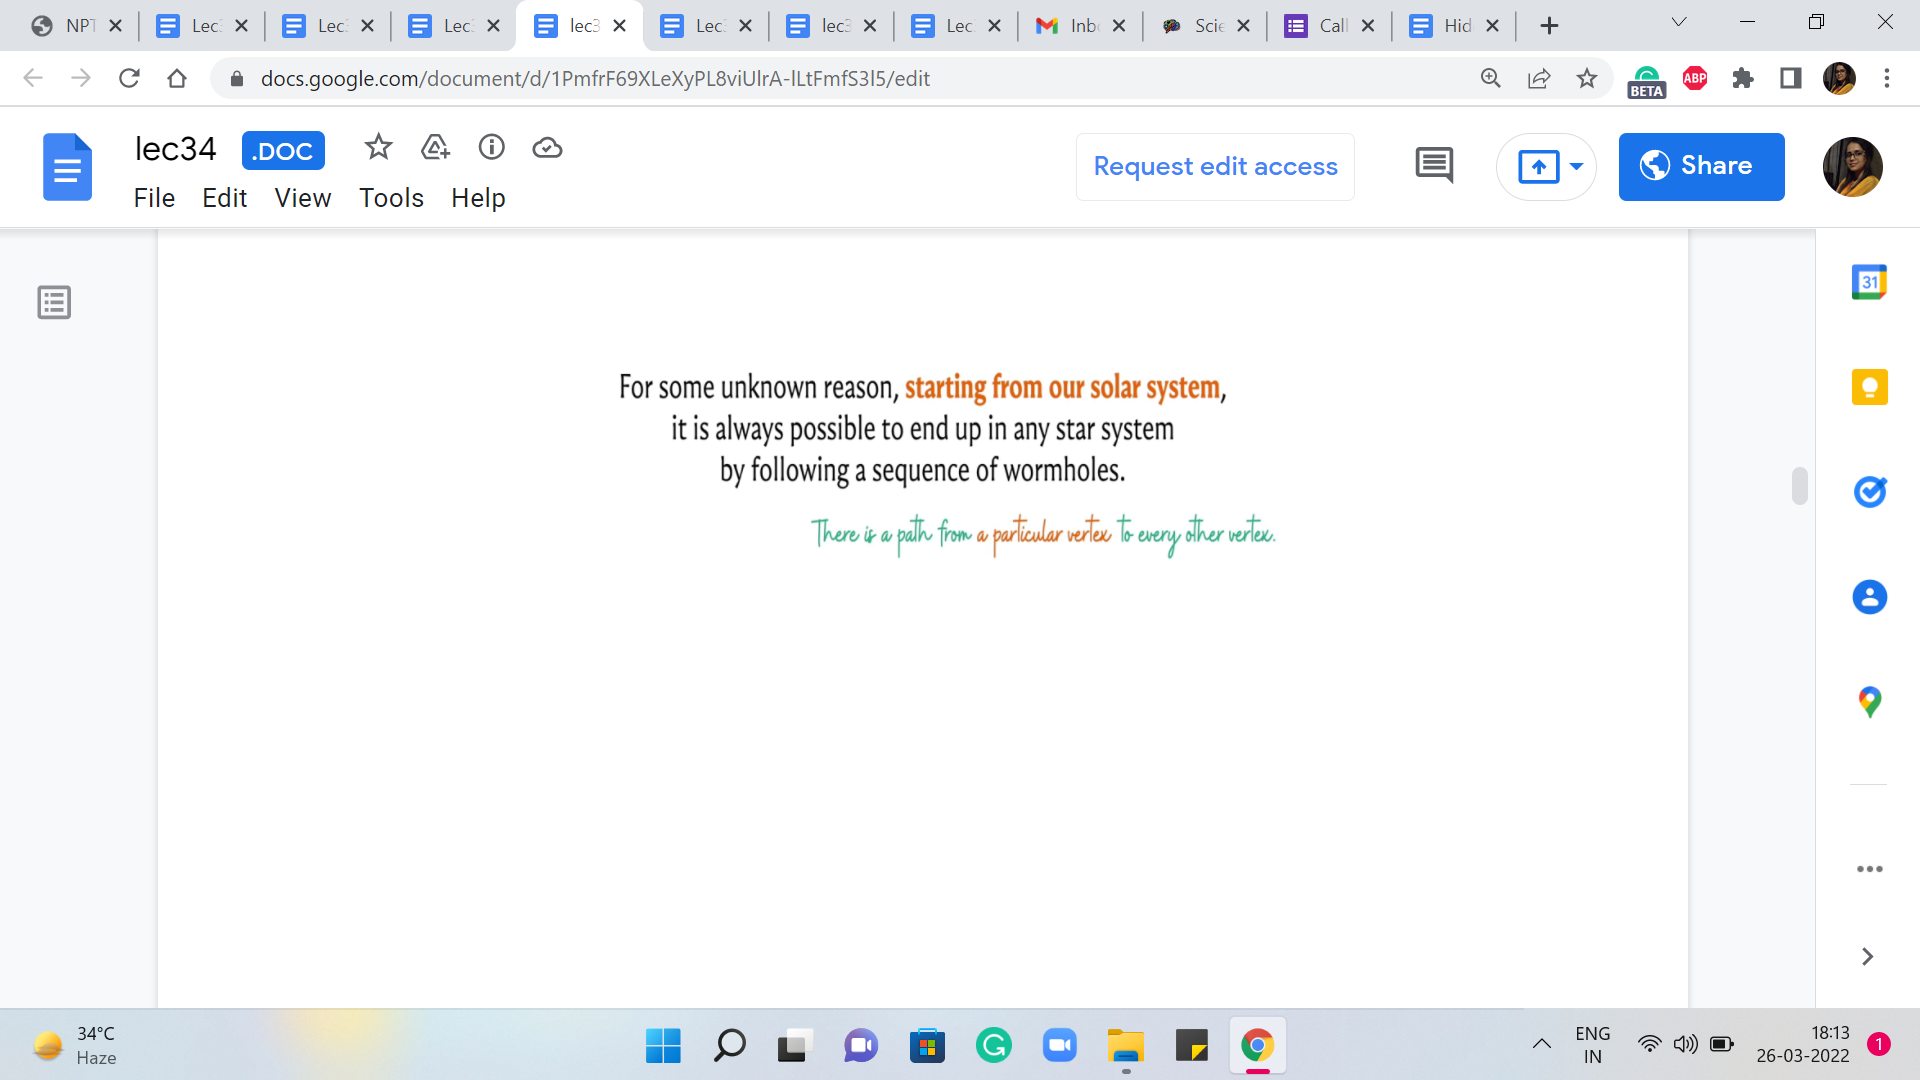 NPT
Lec
Lec
Lec
lec3
Lec
lec3
Lec
Inb
Scie
Call
Hid
docs.google.com/document/d/1PmfrF69XLeXyPL8viUlrA-lLtFmfS3l5/edit
BETA
ABP
lec34 .DOC
File Edit View Tools Help
Request edit access
Share
31
For some unknown reason, starting from our solar system,
it is always possible to end up in any star system
by following a sequence of wormholes.
There is a path from a particular vertex to every other vertex.
34°C
Haze
ENG
IN
18:13
26-03-2022
1